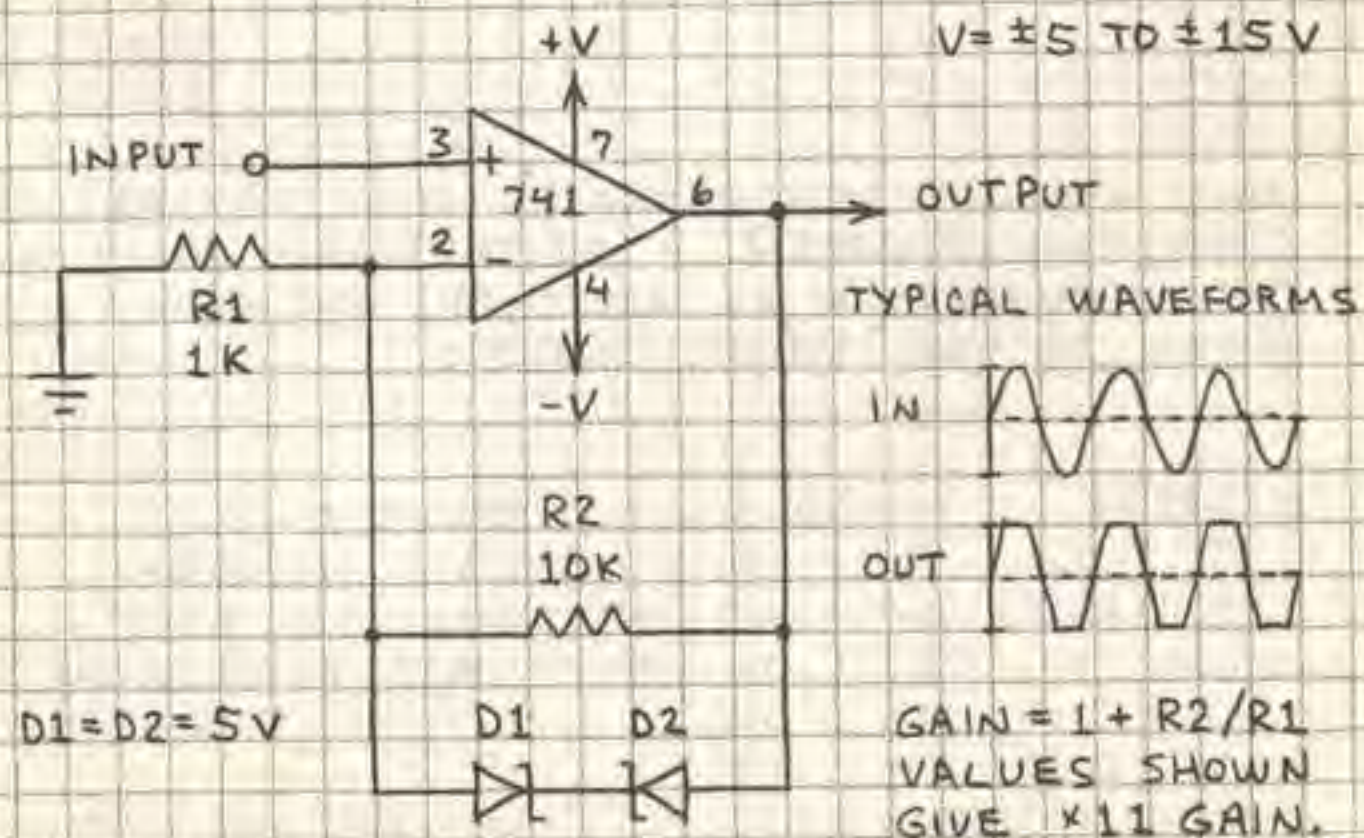 +V
V= ±5 TO ±15 V
INPUT
3
+
7
741
6
OUTPUT
2
-
4
R1
1K
-V
TYPICAL WAVEFORMS
IN
R2
10K
OUT
D1=D2=5V
D1
D2
GAIN = 1 + R2/R1
VALUES SHOWN
GIVE ×11 GAIN.